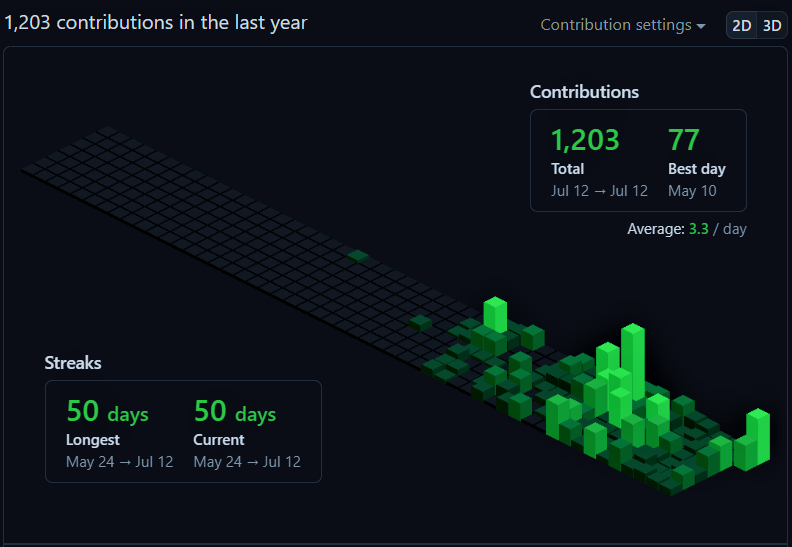 1,203 contributions in the last year
Contribution settings
2D 3D
Contributions
1,203 77
Total Best day
Jul 12 → Jul 12 May 10
Average: 3.3 / day
Streaks
50 days 50 days
Longest Current
May 24 → Jul 12 May 24 → Jul 12